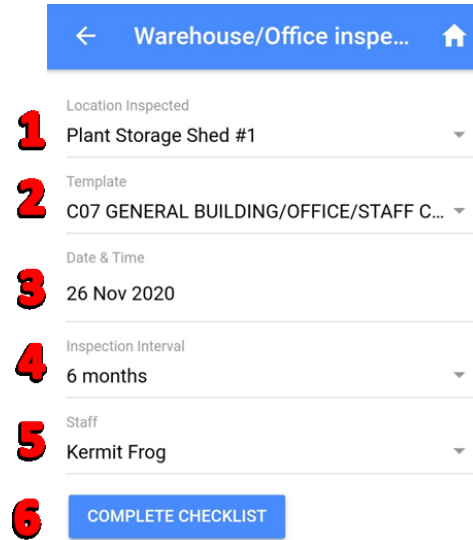 Warehouse/Office inspe...
1
Location Inspected
Plant Storage Shed #1
2
Template
C07 GENERAL BUILDING/OFFICE/STAFF C...
3
Date & Time
26 Nov 2020
4
Inspection Interval
6 months
5
Staff
Kermit Frog
6
COMPLETE CHECKLIST